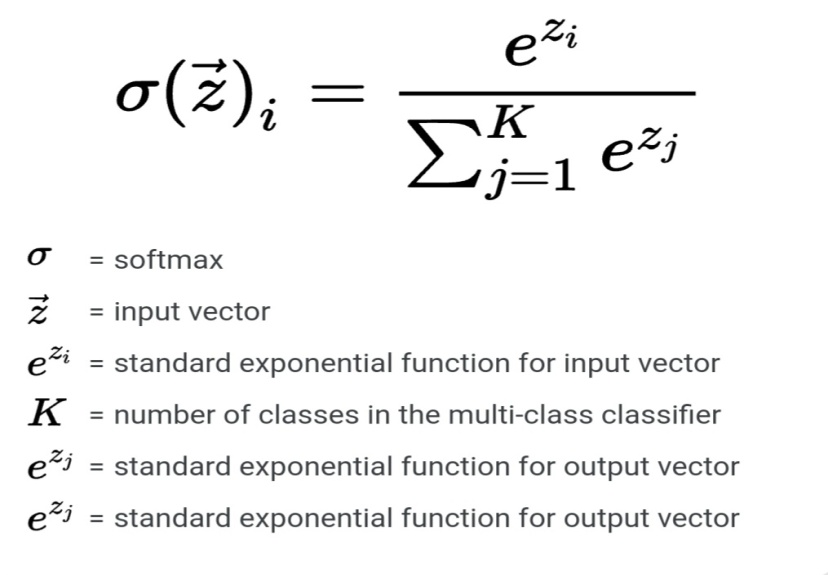 σ(z⃗)ᵢ = e^{zᵢ} / ∑_{j=1}^{K} e^{zⱼ}
σ = softmax
z⃗ = input vector
e^{zᵢ} = standard exponential function for input vector
K = number of classes in the multi-class classifier
e^{zⱼ} = standard exponential function for output vector
e^{zⱼ} = standard exponential function for output vector